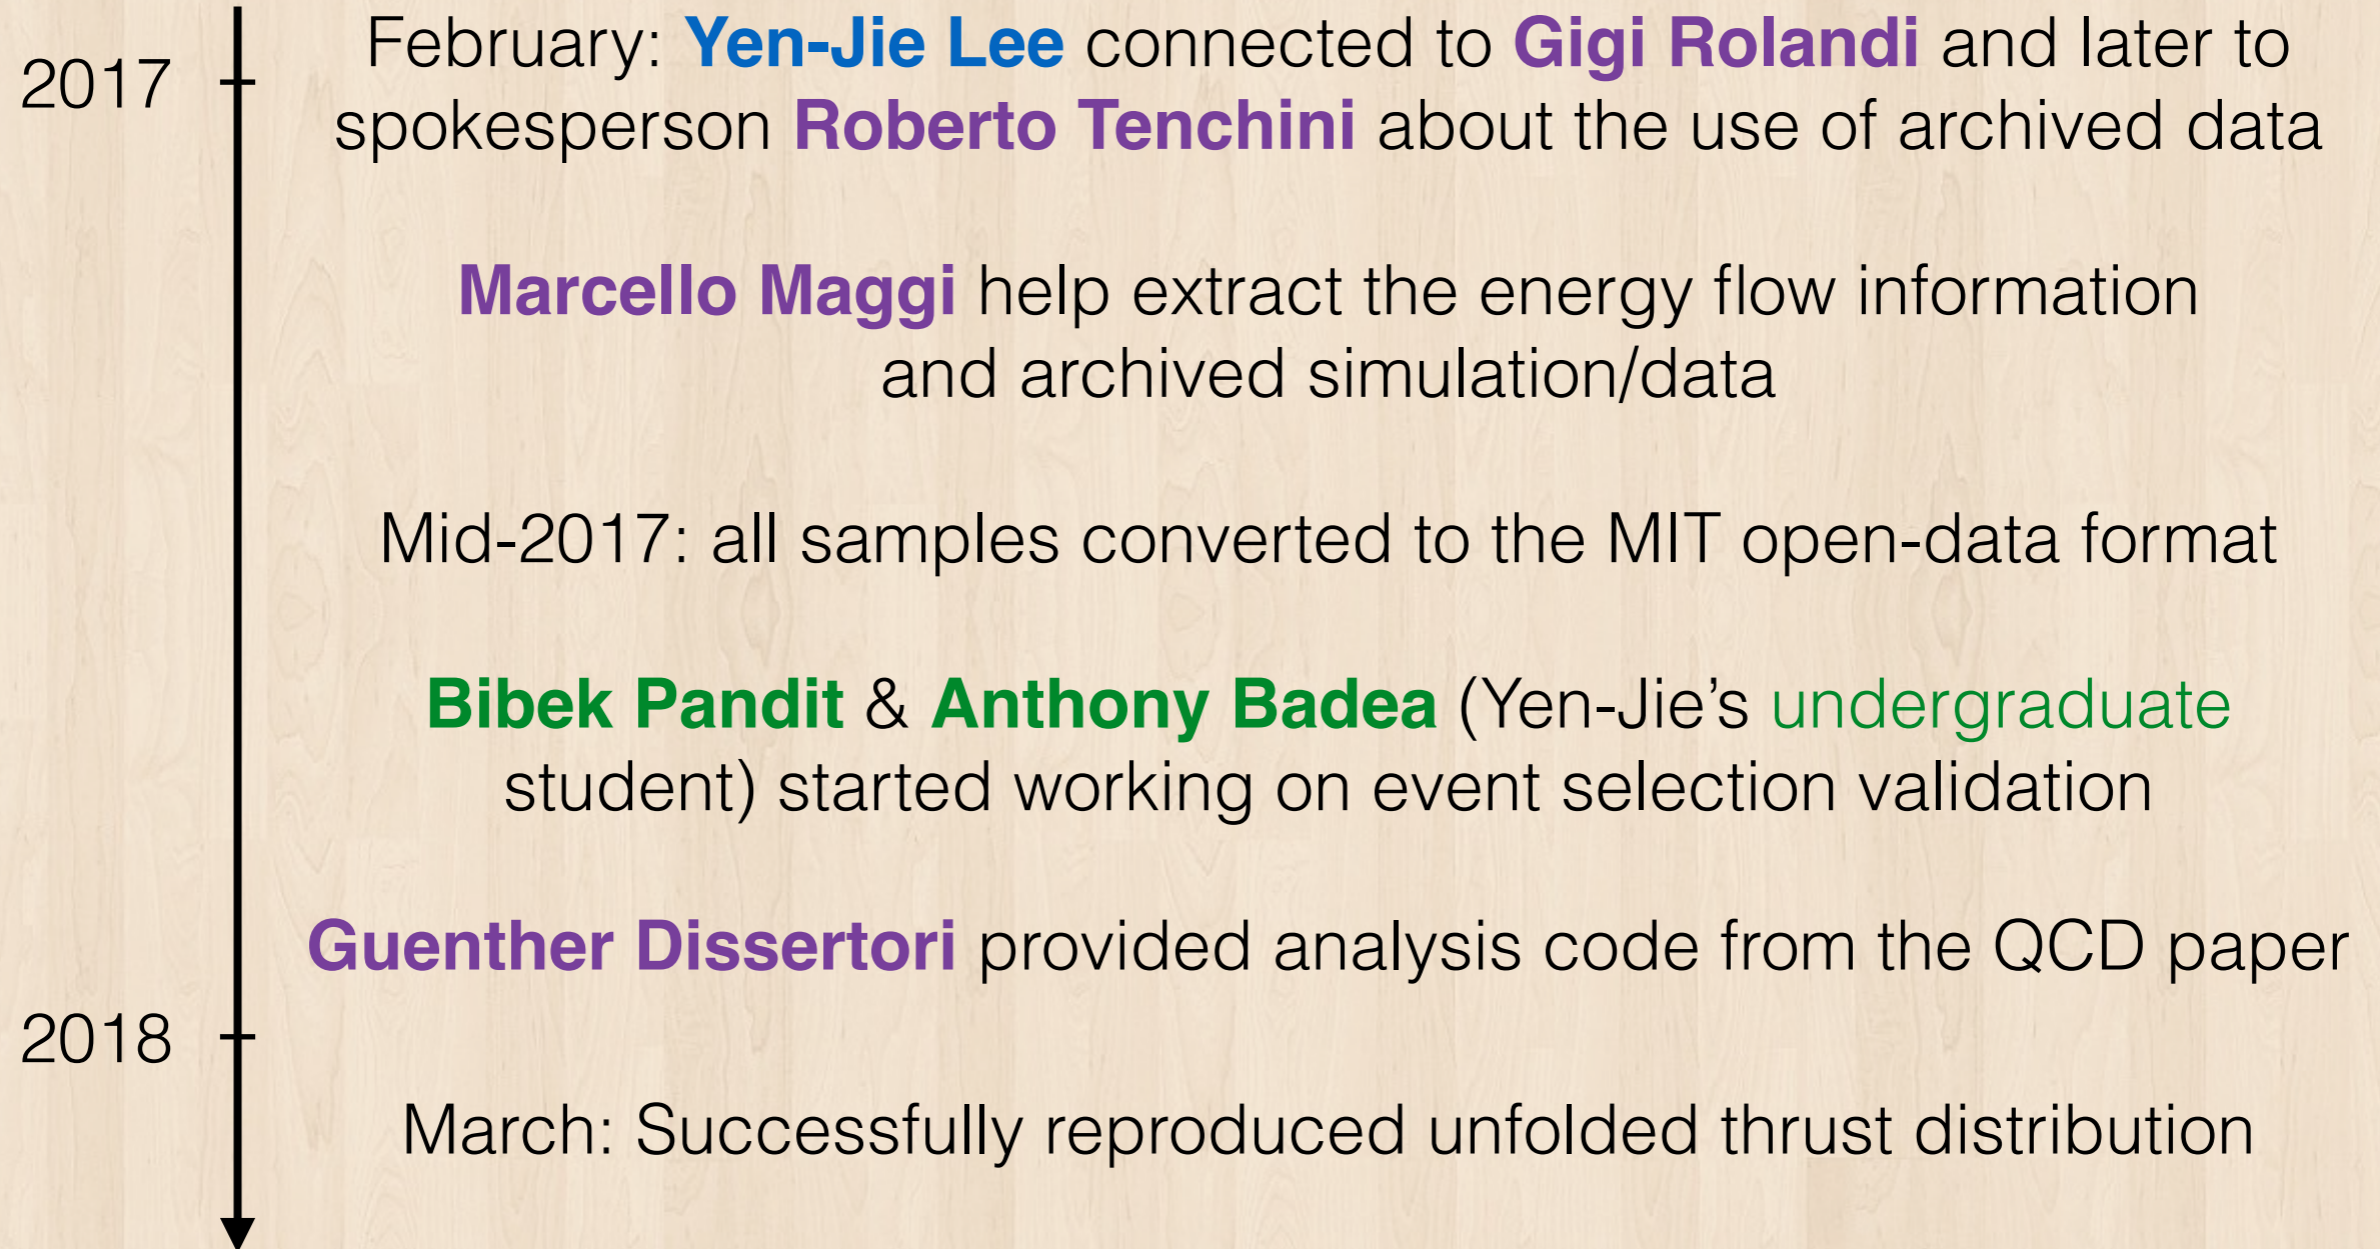 2017
February: Yen-Jie Lee connected to Gigi Rolandi and later to
spokesperson Roberto Tenchini about the use of archived data
Marcello Maggi help extract the energy flow information
and archived simulation/data
Mid-2017: all samples converted to the MIT open-data format
Bibek Pandit & Anthony Badea (Yen-Jie’s undergraduate
student) started working on event selection validation
Guenther Dissertori provided analysis code from the QCD paper
2018
March: Successfully reproduced unfolded thrust distribution